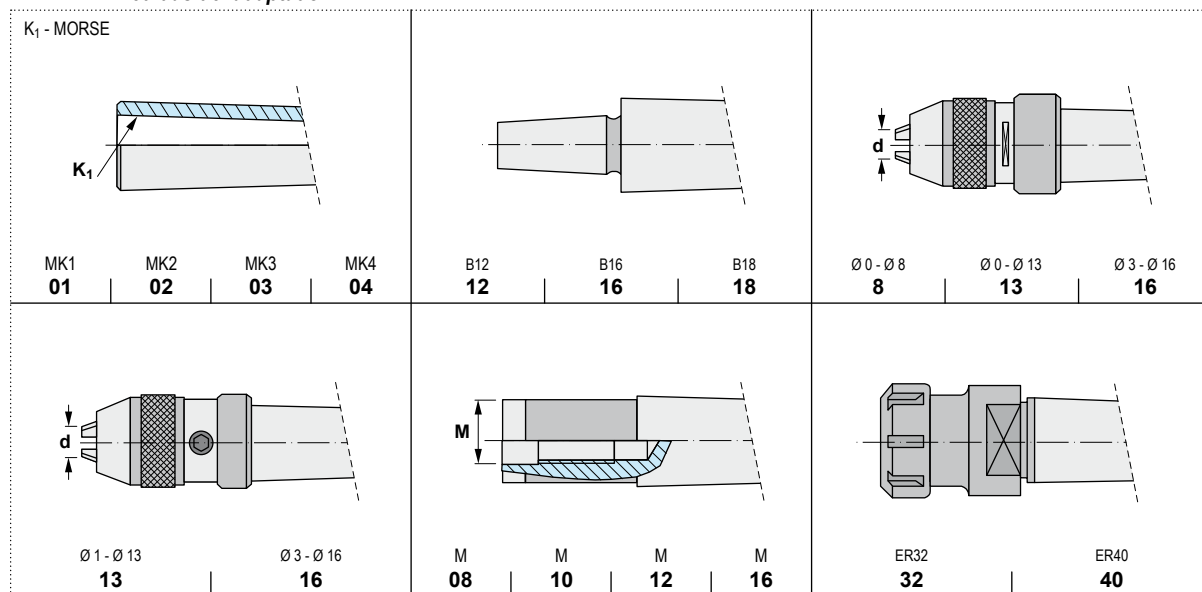 K₁ - MORSE
K₁
MK1 MK2 MK3 MK4
01 | 02 | 03 | 04
B12 B16 B18
12 | 16 | 18
d
Ø 0 - Ø 8 Ø 0 - Ø 13 Ø 3 - Ø 16
8 | 13 | 16
d
Ø 1 - Ø 13 Ø 3 - Ø 16
13 | 16
M
M M M M
08 | 10 | 12 | 16
ER32 ER40
32 | 40